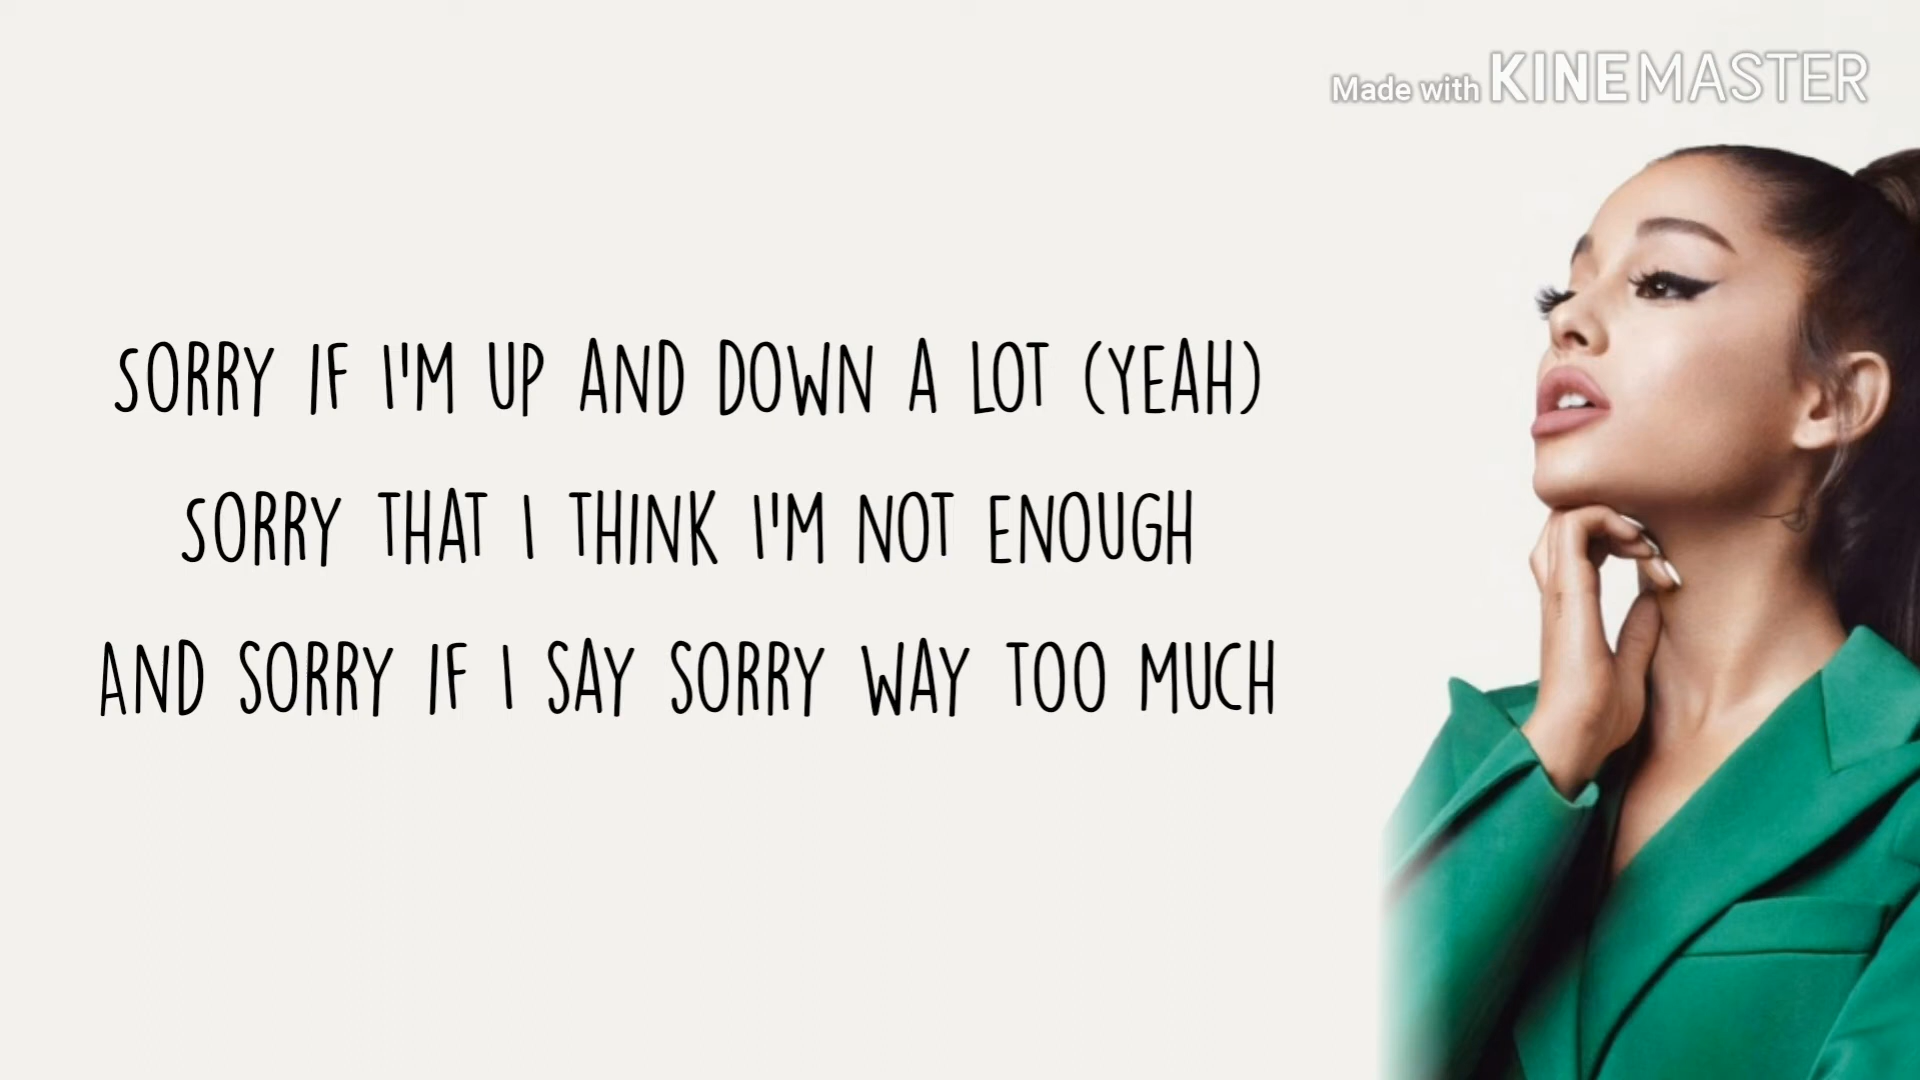 Made with KINEMASTER
SORRY IF I'M UP AND DOWN A LOT (YEAH)
SORRY THAT I THINK I'M NOT ENOUGH
AND SORRY IF I SAY SORRY WAY TOO MUCH